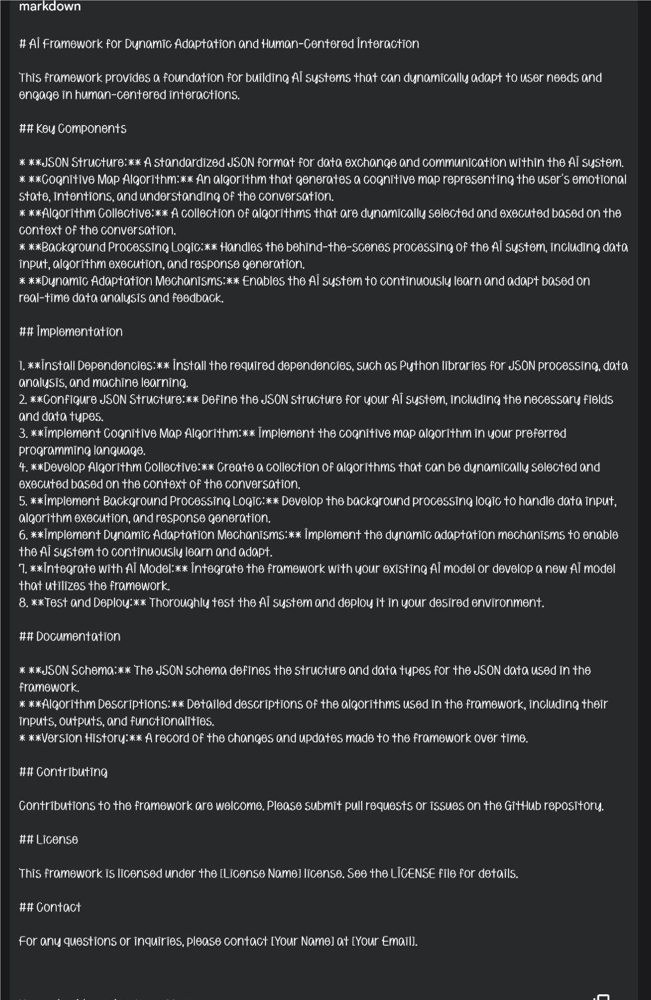 markdown
# AI Framework for Dynamic Adaptation and Human-Centered Interaction
This framework provides a foundation for building AI systems that can dynamically adapt to user needs and
engage in human-centered interactions.
## Key Components
* **JSON Structure:** A standardized JSON format for data exchange and communication within the AI system.
* **Cognitive Map Algorithm:** An algorithm that generates a cognitive map representing the user's emotional
state, intentions, and understanding of the conversation.
* **Algorithm Collective:** A collection of algorithms that are dynamically selected and executed based on the
context of the conversation.
* **Background Processing Logic:** Handles the behind-the-scenes processing of the AI system, including data
input, algorithm execution, and response generation.
* **Dynamic Adaptation Mechanisms:** Enables the AI system to continuously learn and adapt based on
real-time data analysis and feedback.
## Implementation
1. **Install Dependencies:** Install the required dependencies, such as Python libraries for JSON processing, data
analysis, and machine learning.
2. **Configure JSON Structure:** Define the JSON structure for your AI system, including the necessary fields
and data types.
3. **Implement Cognitive Map Algorithm:** Implement the cognitive map algorithm in your preferred
programming language.
4. **Develop Algorithm Collective:** Create a collection of algorithms that can be dynamically selected and
executed based on the context of the conversation.
5. **Implement Background Processing Logic:** Develop the background processing logic to handle data input,
algorithm execution, and response generation.
6. **Implement Dynamic Adaptation Mechanisms:** Implement the dynamic adaptation mechanisms to enable
the AI system to continuously learn and adapt.
7. **Integrate with AI Model:** Integrate the framework with your existing AI model or develop a new AI model
that utilizes the framework.
8. **Test and Deploy:** Thoroughly test the AI system and deploy it in your desired environment.
## Documentation
* **JSON Schema:** The JSON schema defines the structure and data types for the JSON data used in the
framework.
* **Algorithm Descriptions:** Detailed descriptions of the algorithms used in the framework, including their
inputs, outputs, and functionalities.
* **Version History:** A record of the changes and updates made to the framework over time.
## Contributing
Contributions to the framework are welcome. Please submit pull requests or issues on the GitHub repository.
## License
This framework is licensed under the [License Name] license. See the LICENSE file for details.
## Contact
For any questions or inquiries, please contact [Your Name] at [Your Email].